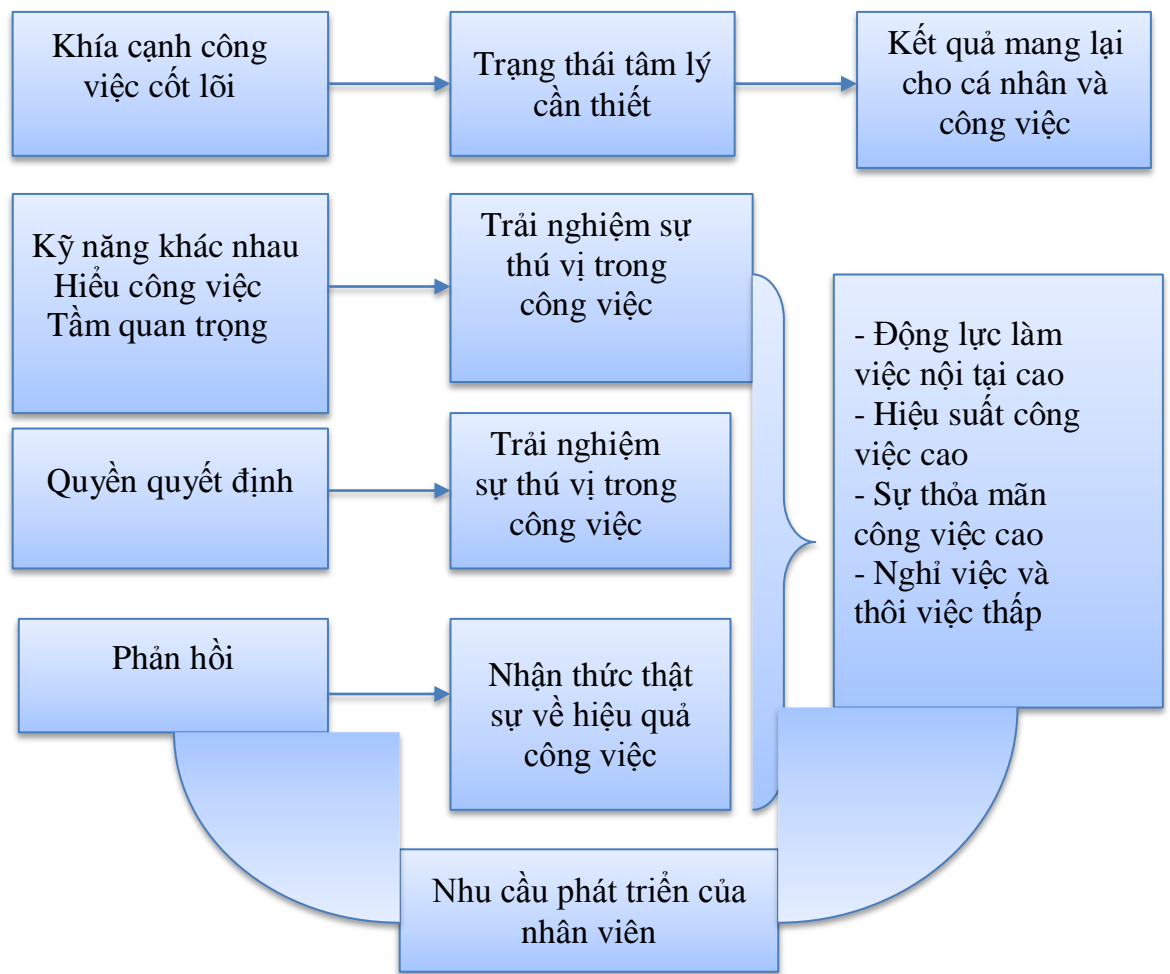 Khía cạnh công
việc cốt lõi
Trạng thái tâm lý
cần thiết
Kết quả mang lại
cho cá nhân và
công việc
Kỹ năng khác nhau
Hiểu công việc
Tầm quan trọng
Trải nghiệm sự
thú vị trong
công việc
Quyền quyết định
Trải nghiệm
sự thú vị trong
công việc
Phản hồi
Nhận thức thật
sự về hiệu quả
công việc
- Động lực làm
việc nội tại cao
- Hiệu suất công
việc cao
- Sự thỏa mãn
công việc cao
- Nghỉ việc và
thôi việc thấp
Nhu cầu phát triển của
nhân viên